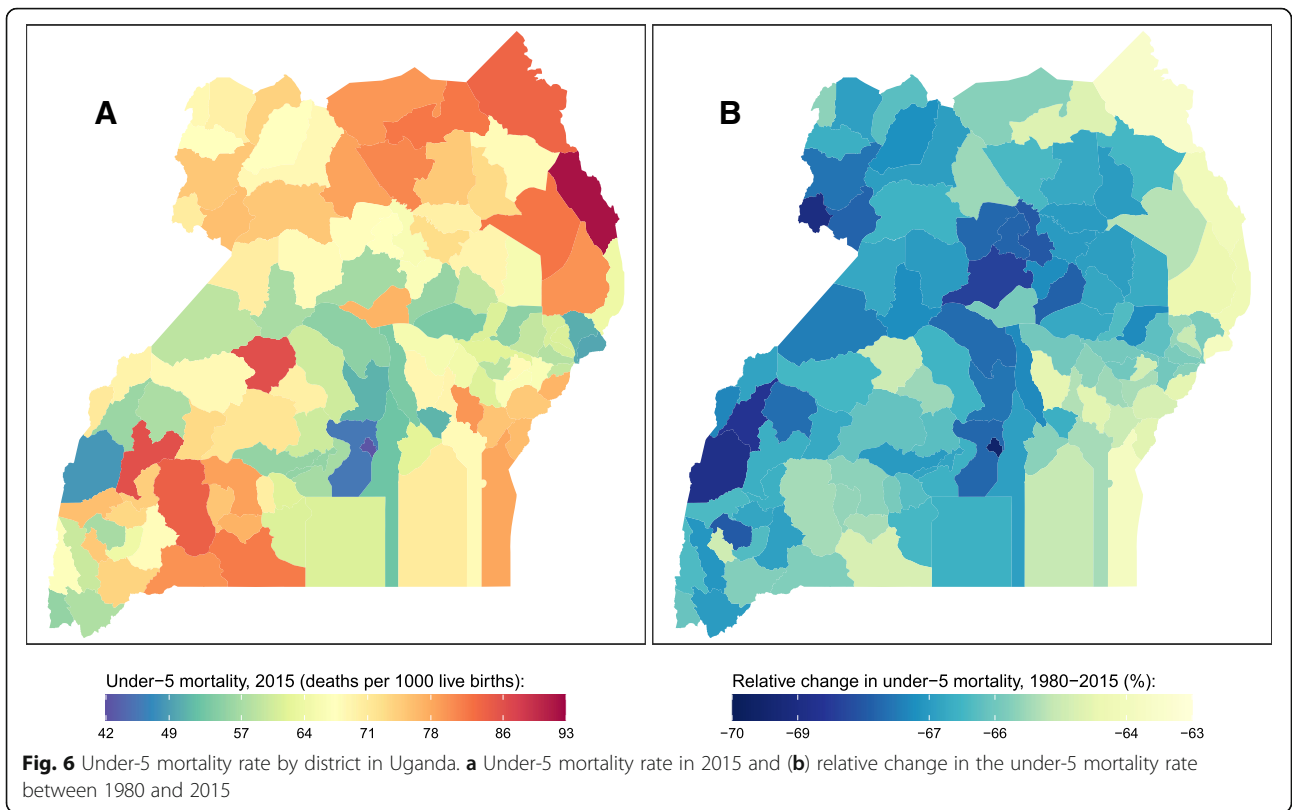 A
B
Under−5 mortality, 2015 (deaths per 1000 live births):
42 49 57 64 71 78 86 93
Relative change in under−5 mortality, 1980−2015 (%):
−70 −69 −67 −66 −64 −63
Fig. 6 Under-5 mortality rate by district in Uganda. a Under-5 mortality rate in 2015 and (b) relative change in the under-5 mortality rate
between 1980 and 2015